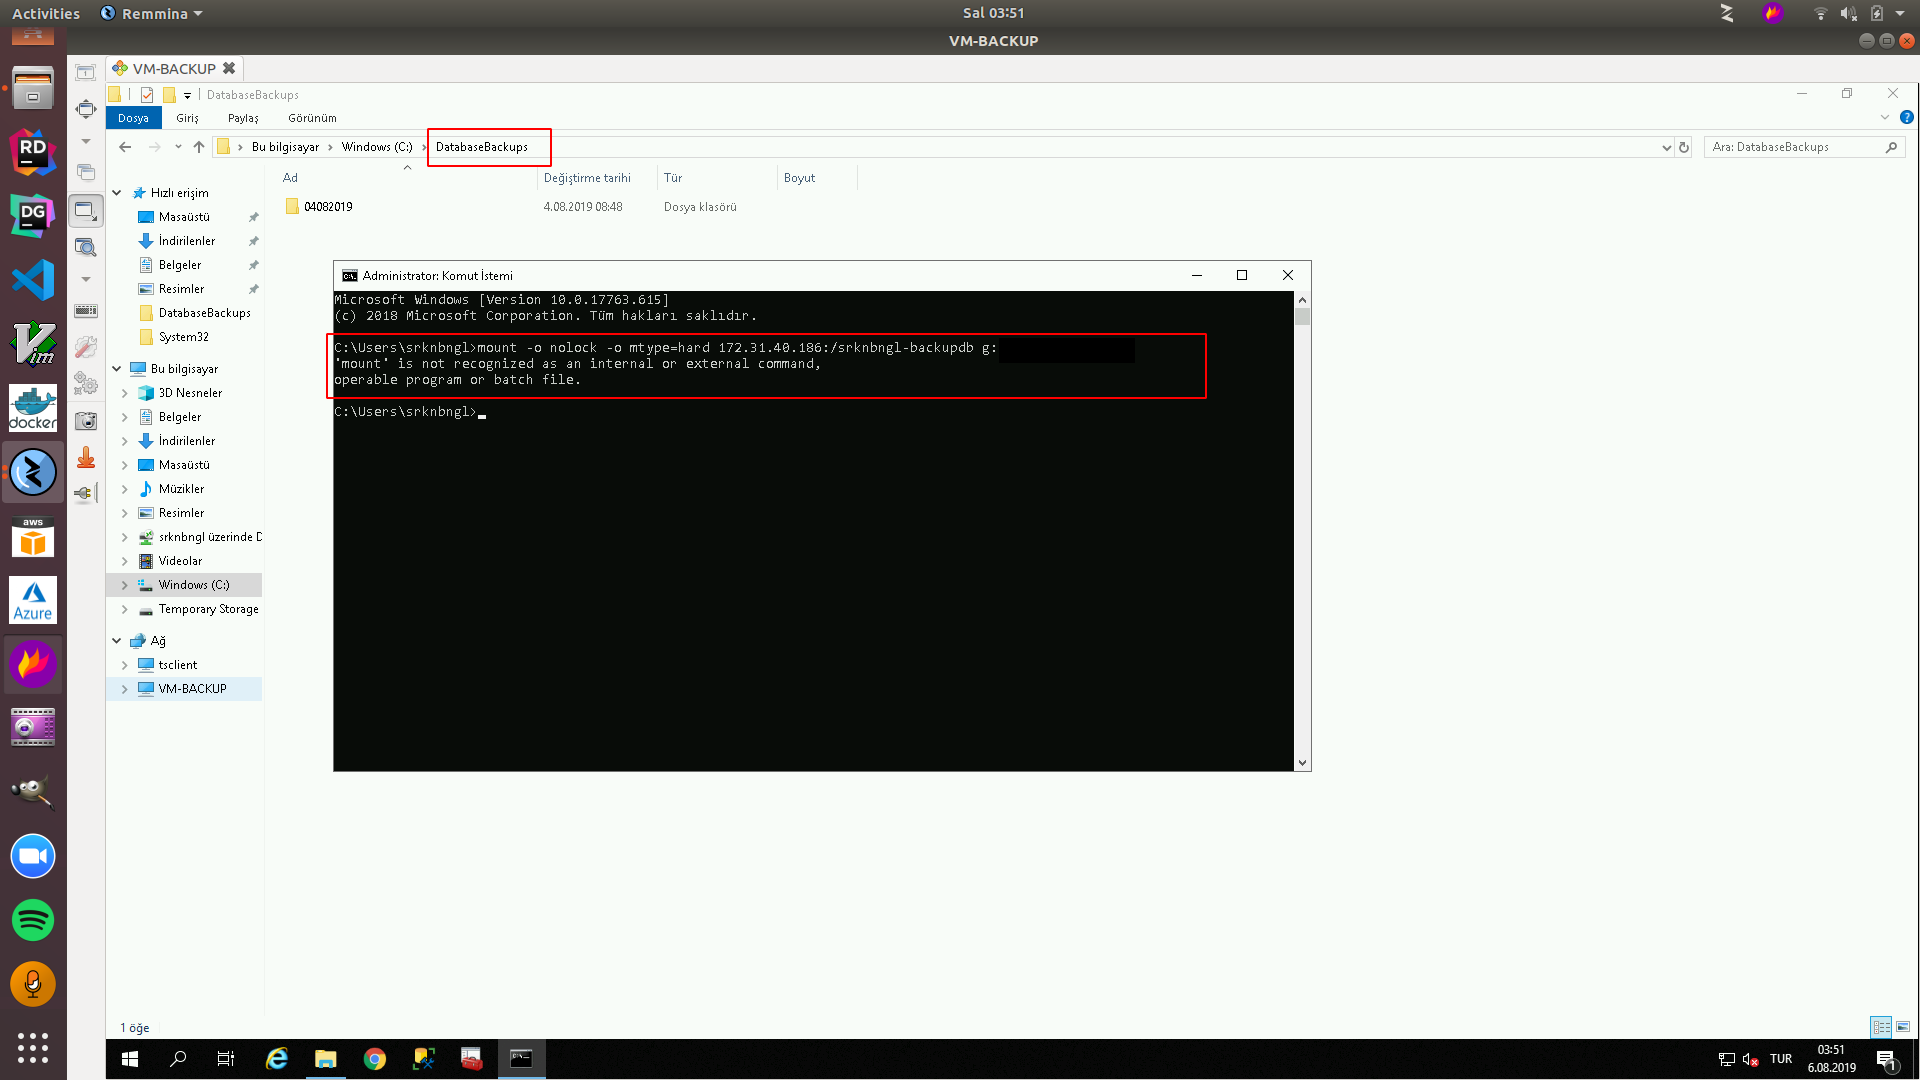 Activities
Remmina
Sal 03:51
VM-BACKUP
VM-BACKUP
DatabaseBackups
Dosya
Giriş
Paylaş
Görünüm
Bu bilgisayar
Windows (C:)
DatabaseBackups
Ara: DatabaseBackups
Ad
Değiştirme tarihi
Tür
Boyut
04082019
4.08.2019 08:48
Dosya klasörü
Hızlı erişim
Masaüstü
İndirilenler
Belgeler
Resimler
DatabaseBackups
System32
Bu bilgisayar
3D Nesneler
Belgeler
İndirilenler
Masaüstü
Müzikler
Resimler
srknbngl üzerinde D
Videolar
Windows (C:)
Temporary Storage
Ağ
tsclient
VM-BACKUP
Administrator: Komut İstemi
Microsoft Windows [Version 10.0.17763.615]
(c) 2018 Microsoft Corporation. Tüm hakları saklıdır.
C:\Users\srknbngl>mount -o nolock -o mtype=hard 172.31.40.186:/srknbngl-backupdb g:
'mount' is not recognized as an internal or external command,
operable program or batch file.
C:\Users\srknbngl>
RD
DG
Vim
docker
aws
Azure
1 öğe
TUR
03:51
6.08.2019
1